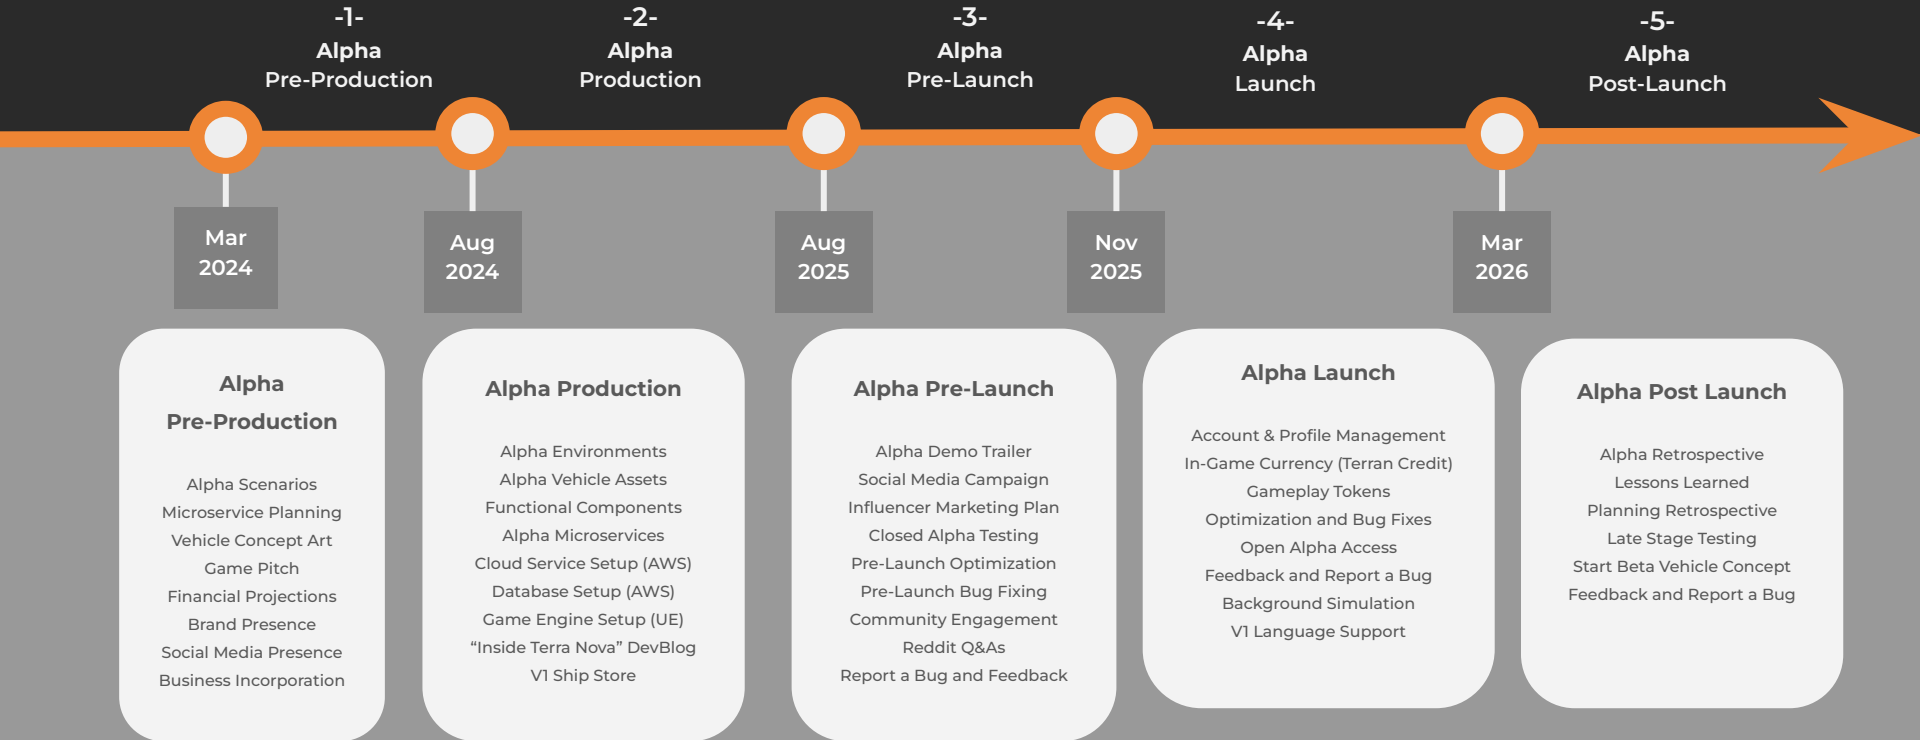 -1-
Alpha
Pre-Production
-2-
Alpha
Production
-3-
Alpha
Pre-Launch
-4-
Alpha
Launch
-5-
Alpha
Post-Launch
Mar
2024
Aug
2024
Aug
2025
Nov
2025
Mar
2026
Alpha
Pre-Production
Alpha Scenarios
Microservice Planning
Vehicle Concept Art
Game Pitch
Financial Projections
Brand Presence
Social Media Presence
Business Incorporation
Alpha Production
Alpha Environments
Alpha Vehicle Assets
Functional Components
Alpha Microservices
Cloud Service Setup (AWS)
Database Setup (AWS)
Game Engine Setup (UE)
“Inside Terra Nova” DevBlog
V1 Ship Store
Alpha Pre-Launch
Alpha Demo Trailer
Social Media Campaign
Influencer Marketing Plan
Closed Alpha Testing
Pre-Launch Optimization
Pre-Launch Bug Fixing
Community Engagement
Reddit Q&As
Report a Bug and Feedback
Alpha Launch
Account & Profile Management
In-Game Currency (Terran Credit)
Gameplay Tokens
Optimization and Bug Fixes
Open Alpha Access
Feedback and Report a Bug
Background Simulation
V1 Language Support
Alpha Post Launch
Alpha Retrospective
Lessons Learned
Planning Retrospective
Late Stage Testing
Start Beta Vehicle Concept
Feedback and Report a Bug